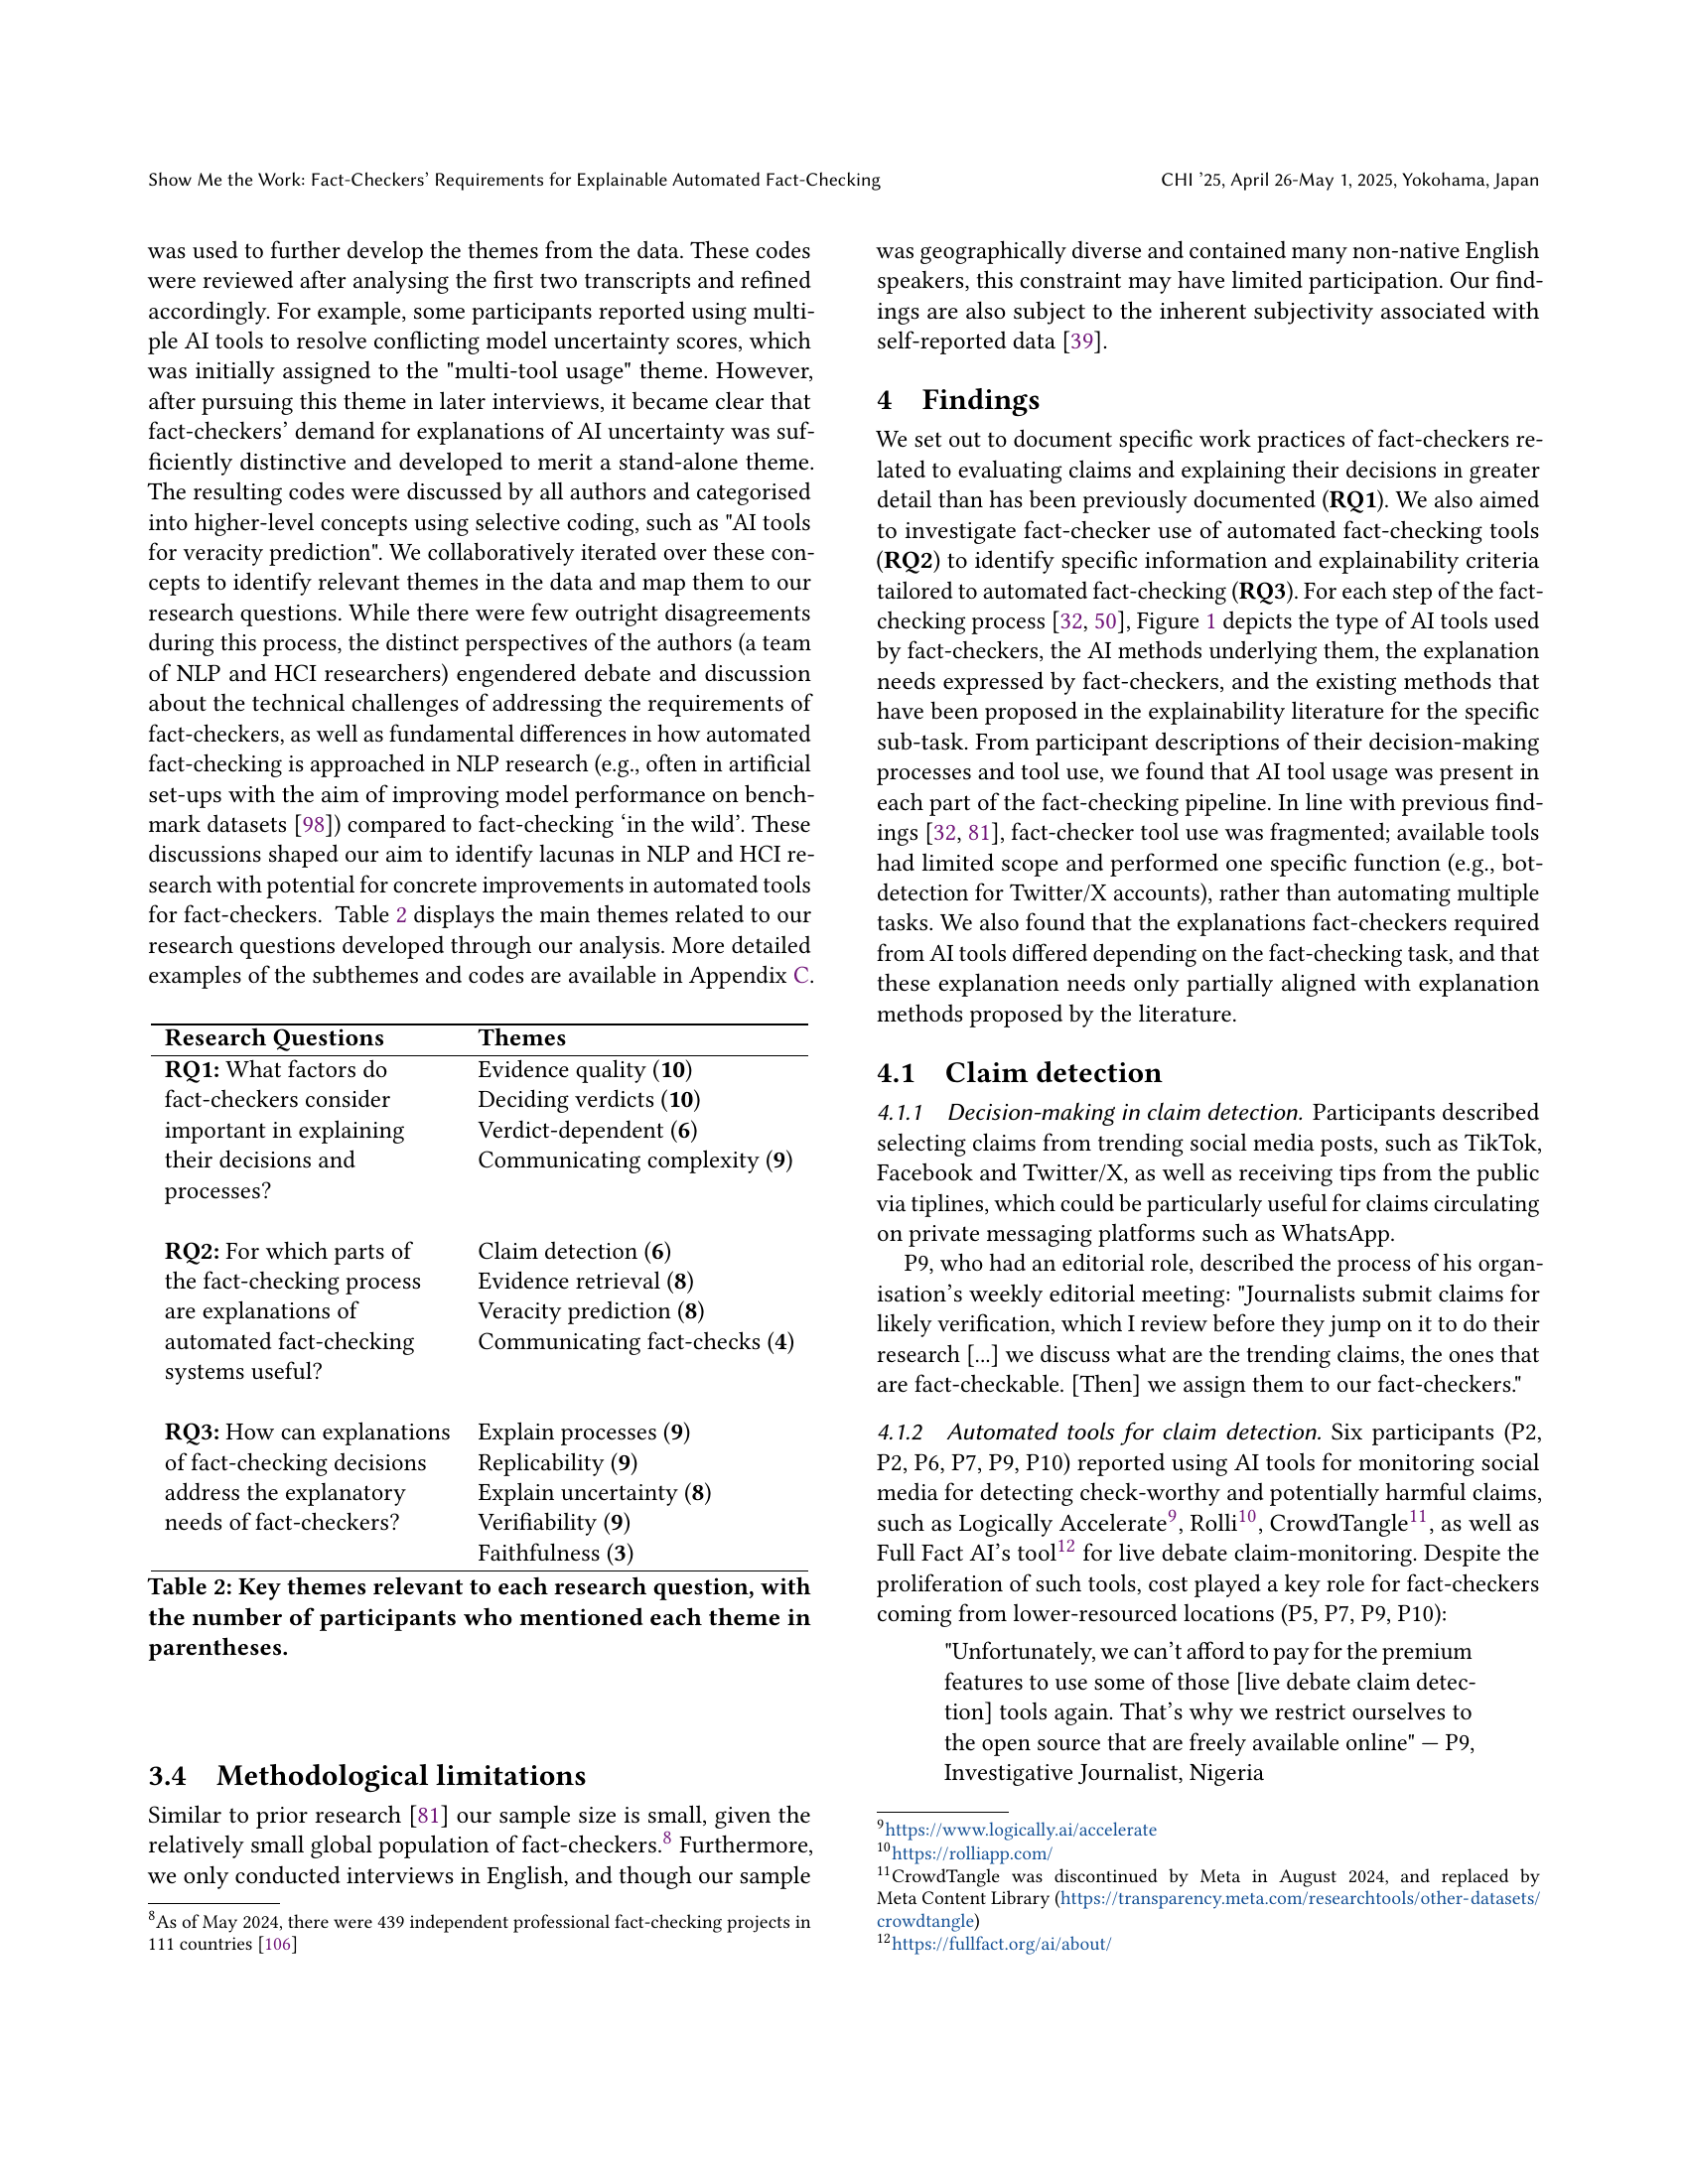 Show Me the Work: Fact-Checkers’ Requirements for Explainable Automated Fact-Checking
CHI ’25, April 26-May 1, 2025, Yokohama, Japan
was used to further develop the themes from the data. These codes
were reviewed after analysing the first two transcripts and refined
accordingly. For example, some participants reported using multi-
ple AI tools to resolve conflicting model uncertainty scores, which
was initially assigned to the "multi-tool usage" theme. However,
after pursuing this theme in later interviews, it became clear that
fact-checkers’ demand for explanations of AI uncertainty was suf-
ficiently distinctive and developed to merit a stand-alone theme.
The resulting codes were discussed by all authors and categorised
into higher-level concepts using selective coding, such as "AI tools
for veracity prediction". We collaboratively iterated over these con-
cepts to identify relevant themes in the data and map them to our
research questions. While there were few outright disagreements
during this process, the distinct perspectives of the authors (a team
of NLP and HCI researchers) engendered debate and discussion
about the technical challenges of addressing the requirements of
fact-checkers, as well as fundamental differences in how automated
fact-checking is approached in NLP research (e.g., often in artificial
set-ups with the aim of improving model performance on bench-
mark datasets [98]) compared to fact-checking ‘in the wild’. These
discussions shaped our aim to identify lacunas in NLP and HCI re-
search with potential for concrete improvements in automated tools
for fact-checkers. Table 2 displays the main themes related to our
research questions developed through our analysis. More detailed
examples of the subthemes and codes are available in Appendix C.
Research Questions Themes
RQ1: What factors do Evidence quality (10)
fact-checkers consider Deciding verdicts (10)
important in explaining Verdict-dependent (6)
their decisions and Communicating complexity (9)
processes?
RQ2: For which parts of Claim detection (6)
the fact-checking process Evidence retrieval (8)
are explanations of Veracity prediction (8)
automated fact-checking Communicating fact-checks (4)
systems useful?
RQ3: How can explanations Explain processes (9)
of fact-checking decisions Replicability (9)
address the explanatory Explain uncertainty (8)
needs of fact-checkers? Verifiability (9)
Faithfulness (3)
Table 2: Key themes relevant to each research question, with
the number of participants who mentioned each theme in
parentheses.
3.4 Methodological limitations
Similar to prior research [81] our sample size is small, given the
relatively small global population of fact-checkers.8 Furthermore,
we only conducted interviews in English, and though our sample
8As of May 2024, there were 439 independent professional fact-checking projects in
111 countries [106]
was geographically diverse and contained many non-native English
speakers, this constraint may have limited participation. Our find-
ings are also subject to the inherent subjectivity associated with
self-reported data [39].
4 Findings
We set out to document specific work practices of fact-checkers re-
lated to evaluating claims and explaining their decisions in greater
detail than has been previously documented (RQ1). We also aimed
to investigate fact-checker use of automated fact-checking tools
(RQ2) to identify specific information and explainability criteria
tailored to automated fact-checking (RQ3). For each step of the fact-
checking process [32, 50], Figure 1 depicts the type of AI tools used
by fact-checkers, the AI methods underlying them, the explanation
needs expressed by fact-checkers, and the existing methods that
have been proposed in the explainability literature for the specific
sub-task. From participant descriptions of their decision-making
processes and tool use, we found that AI tool usage was present in
each part of the fact-checking pipeline. In line with previous find-
ings [32, 81], fact-checker tool use was fragmented; available tools
had limited scope and performed one specific function (e.g., bot-
detection for Twitter/X accounts), rather than automating multiple
tasks. We also found that the explanations fact-checkers required
from AI tools differed depending on the fact-checking task, and that
these explanation needs only partially aligned with explanation
methods proposed by the literature.
4.1 Claim detection
4.1.1 Decision-making in claim detection. Participants described
selecting claims from trending social media posts, such as TikTok,
Facebook and Twitter/X, as well as receiving tips from the public
via tiplines, which could be particularly useful for claims circulating
on private messaging platforms such as WhatsApp.
P9, who had an editorial role, described the process of his organ-
isation’s weekly editorial meeting: "Journalists submit claims for
likely verification, which I review before they jump on it to do their
research [...] we discuss what are the trending claims, the ones that
are fact-checkable. [Then] we assign them to our fact-checkers."
4.1.2 Automated tools for claim detection. Six participants (P2,
P2, P6, P7, P9, P10) reported using AI tools for monitoring social
media for detecting check-worthy and potentially harmful claims,
such as Logically Accelerate9, Rolli10, CrowdTangle11, as well as
Full Fact AI’s tool12 for live debate claim-monitoring. Despite the
proliferation of such tools, cost played a key role for fact-checkers
coming from lower-resourced locations (P5, P7, P9, P10):
"Unfortunately, we can’t afford to pay for the premium
features to use some of those [live debate claim detec-
tion] tools again. That’s why we restrict ourselves to
the open source that are freely available online" — P9,
Investigative Journalist, Nigeria
9https://www.logically.ai/accelerate
10https://rolliapp.com/
11CrowdTangle was discontinued by Meta in August 2024, and replaced by
Meta Content Library (https://transparency.meta.com/researchtools/other-datasets/
crowdtangle)
12https://fullfact.org/ai/about/